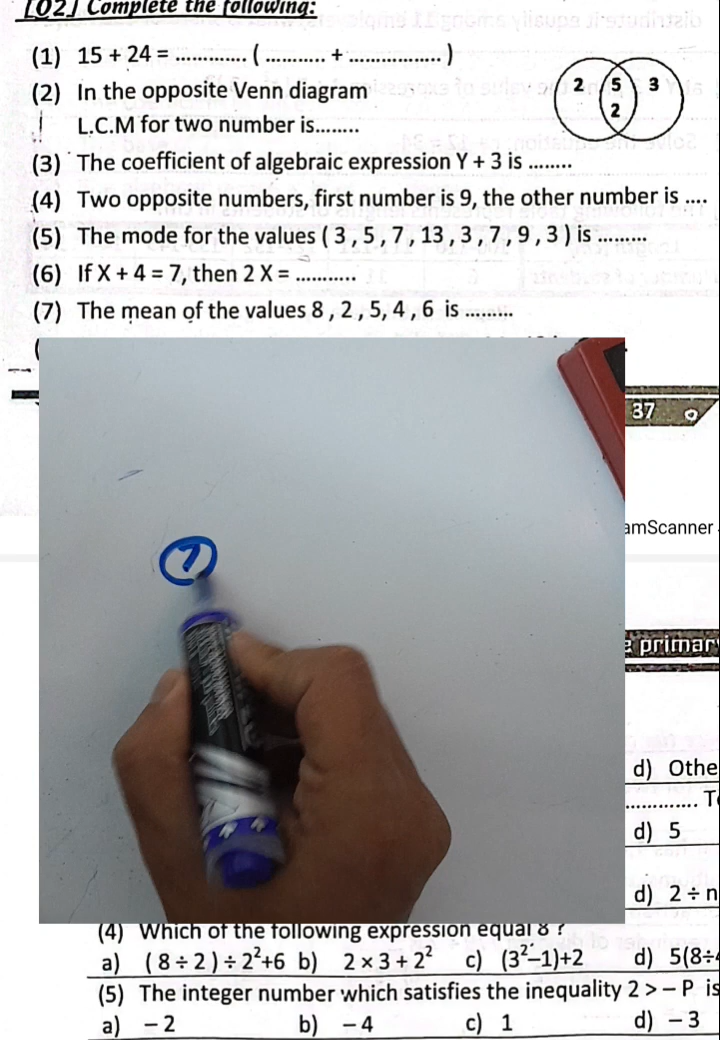 [Q2] Complete the following:
(1) 15 + 24 = .............. ( ............ + ................... )
(2) In the opposite Venn diagram
2 5 3
2
L.C.M for two number is........
(3) The coefficient of algebraic expression Y + 3 is ........
(4) Two opposite numbers, first number is 9, the other number is ....
(5) The mode for the values ( 3 , 5 , 7 , 13 , 3 , 7 , 9 , 3 ) is .........
(6) If X + 4 = 7, then 2 X = ............
(7) The mean of the values 8 , 2 , 5, 4 , 6 is .........
37
amScanner
7
primar
d) Othe
.............. T
d) 5
d) 2 ÷ n
(4) Which of the following expression equal 8 ?
a) ( 8 ÷ 2 ) ÷ 2²+6 b) 2 × 3 + 2² c) (3²–1)+2 d) 5(8÷
(5) The integer number which satisfies the inequality 2 > – P is
a) – 2 b) – 4 c) 1 d) – 3